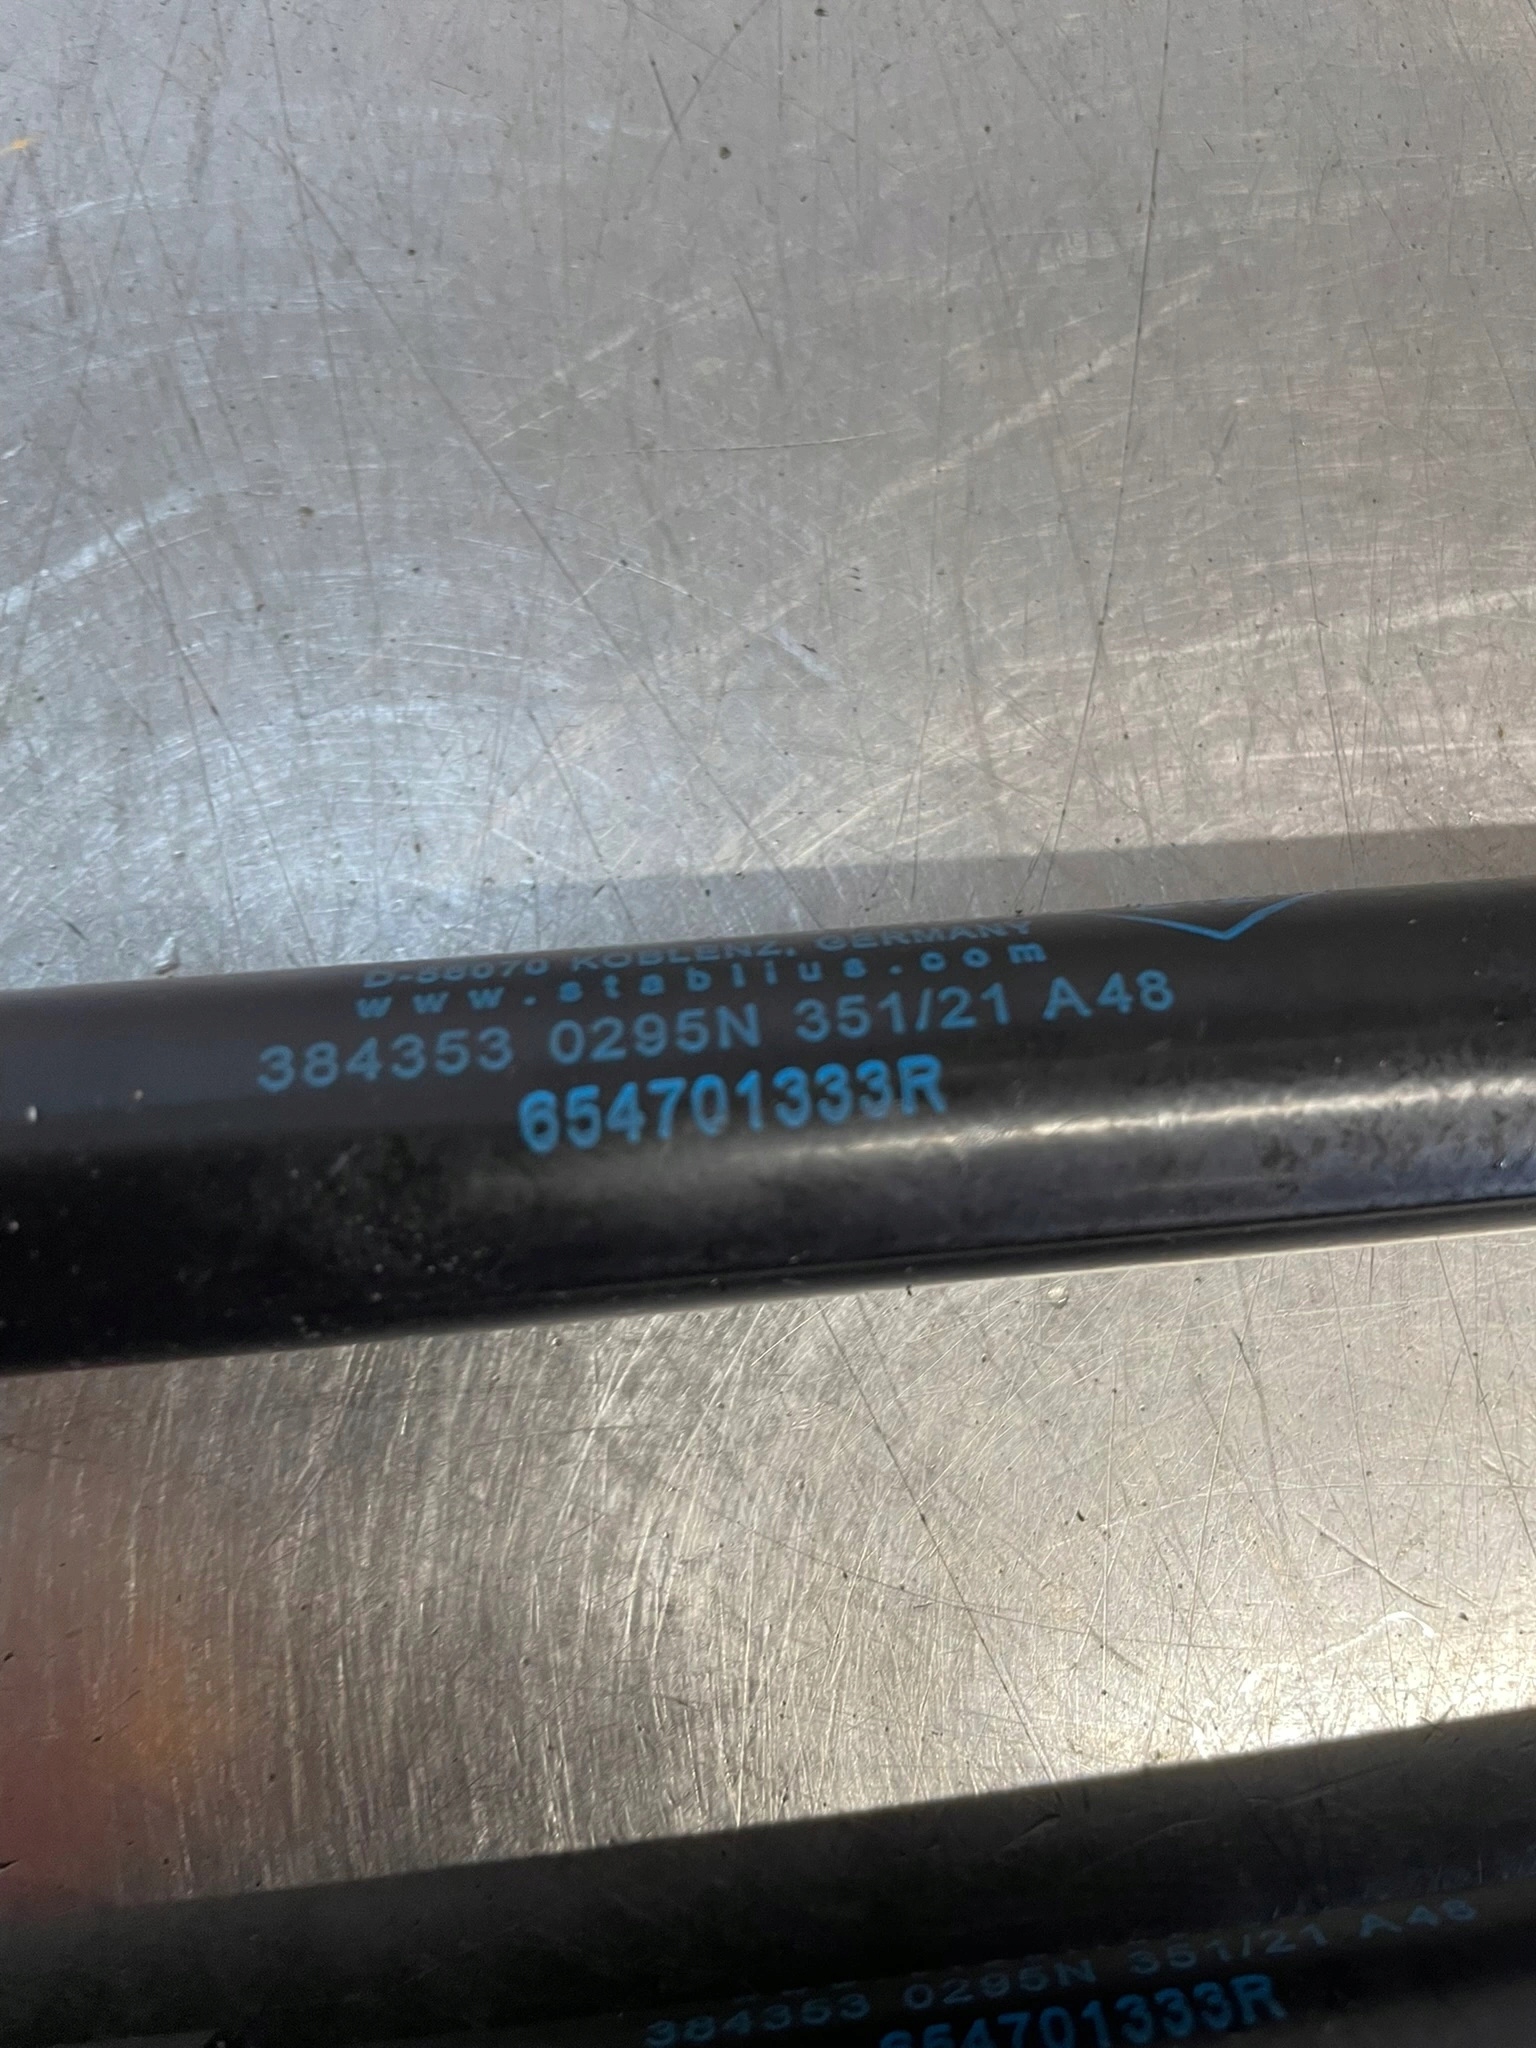 D-56070 KOBLENZ, GERMANY
www.stabilus.com
384353 0295N 351/21 A48
654701333R
384353 0295N 351/21 A48
654701333R